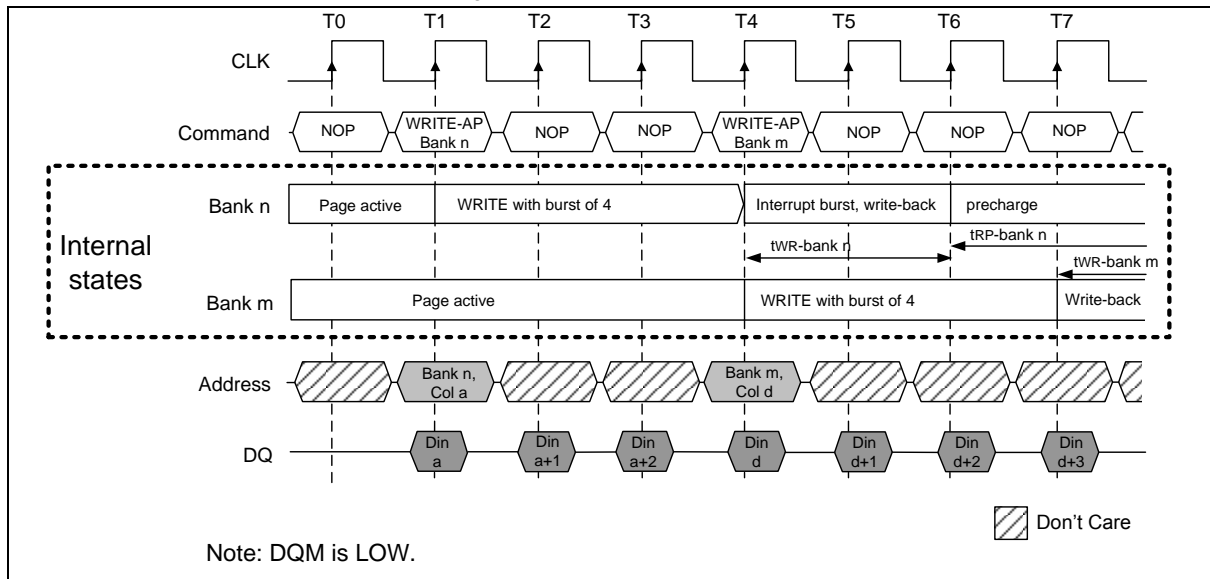 T0 T1 T2 T3 T4 T5 T6 T7
CLK
Command NOP WRITE-AP Bank n NOP NOP WRITE-AP Bank m NOP NOP NOP
Internal states
Bank n Page active WRITE with burst of 4 Interrupt burst, write-back precharge
tWR-bank n tRP-bank n
tWR-bank m
Bank m Page active WRITE with burst of 4 Write-back
Address Bank n, Col a Bank m, Col d
DQ Din a Din a+1 Din a+2 Din d Din d+1 Din d+2 Din d+3
Don't Care
Note: DQM is LOW.